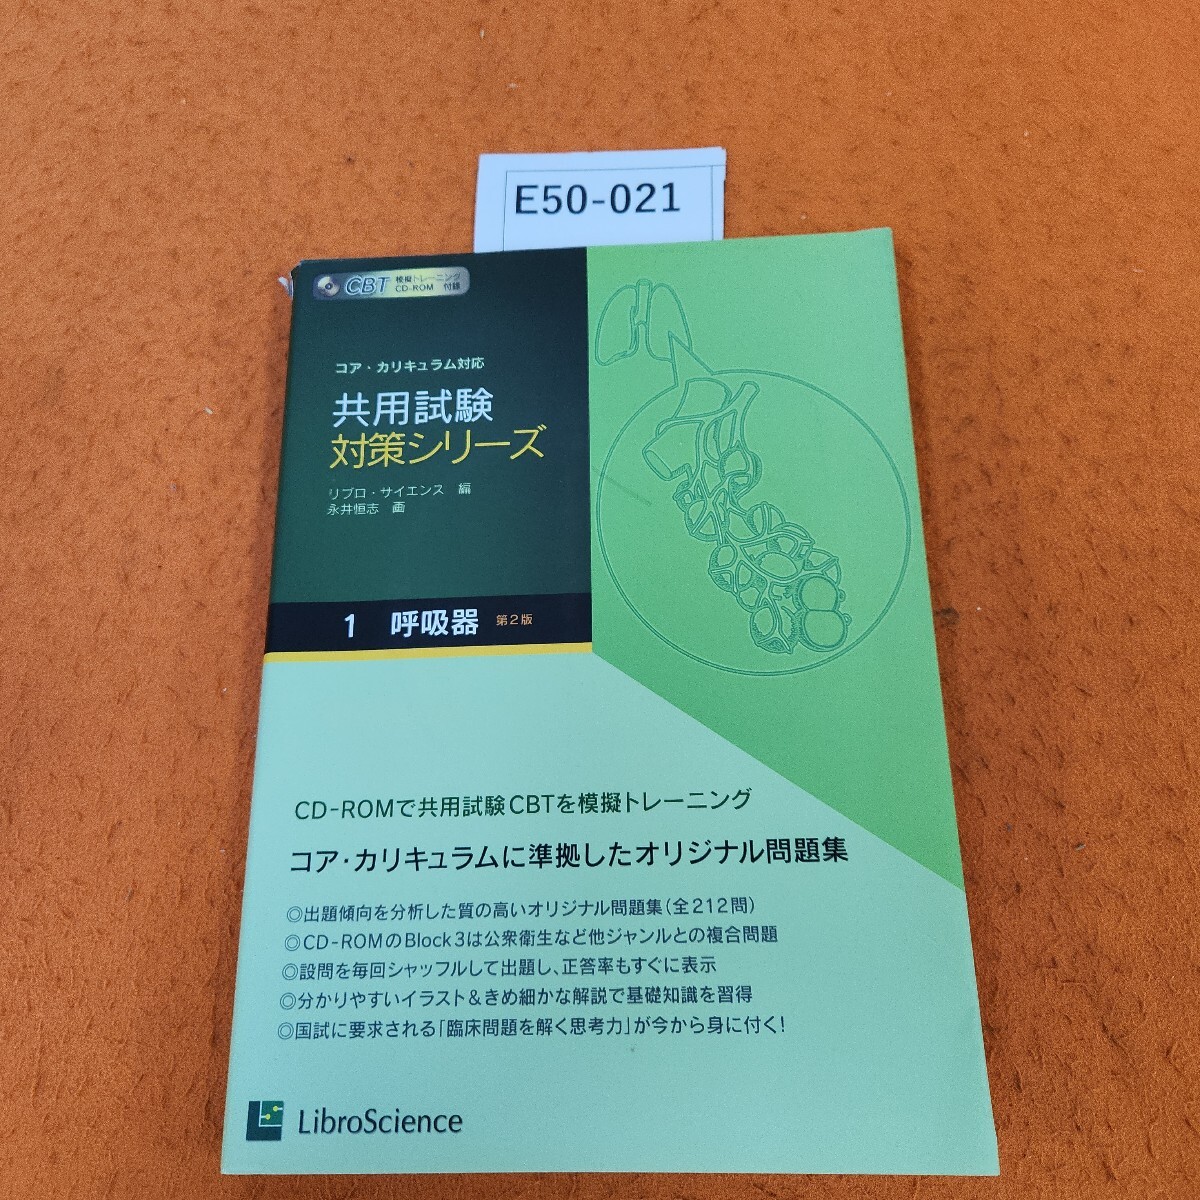 E50-021
CBT 模擬トレーニング
CD-ROM 付録
コア・カリキュラム対応
共用試験
対策シリーズ
リブロ・サイエンス 編
永井恒志 画
1 呼吸器 第2版
CD-ROMで共用試験CBTを模擬トレーニング
コア・カリキュラムに準拠したオリジナル問題集
◎出題傾向を分析した質の高いオリジナル問題集(全212問)
◎CD-ROMのBlock3は公衆衛生など他ジャンルとの複合問題
◎設問を毎回シャッフルして出題し、正答率もすぐに表示
◎分かりやすいイラスト&きめ細かな解説で基礎知識を習得
◎国試に要求される「臨床問題を解く思考力」が今から身に付く!
LibroScience